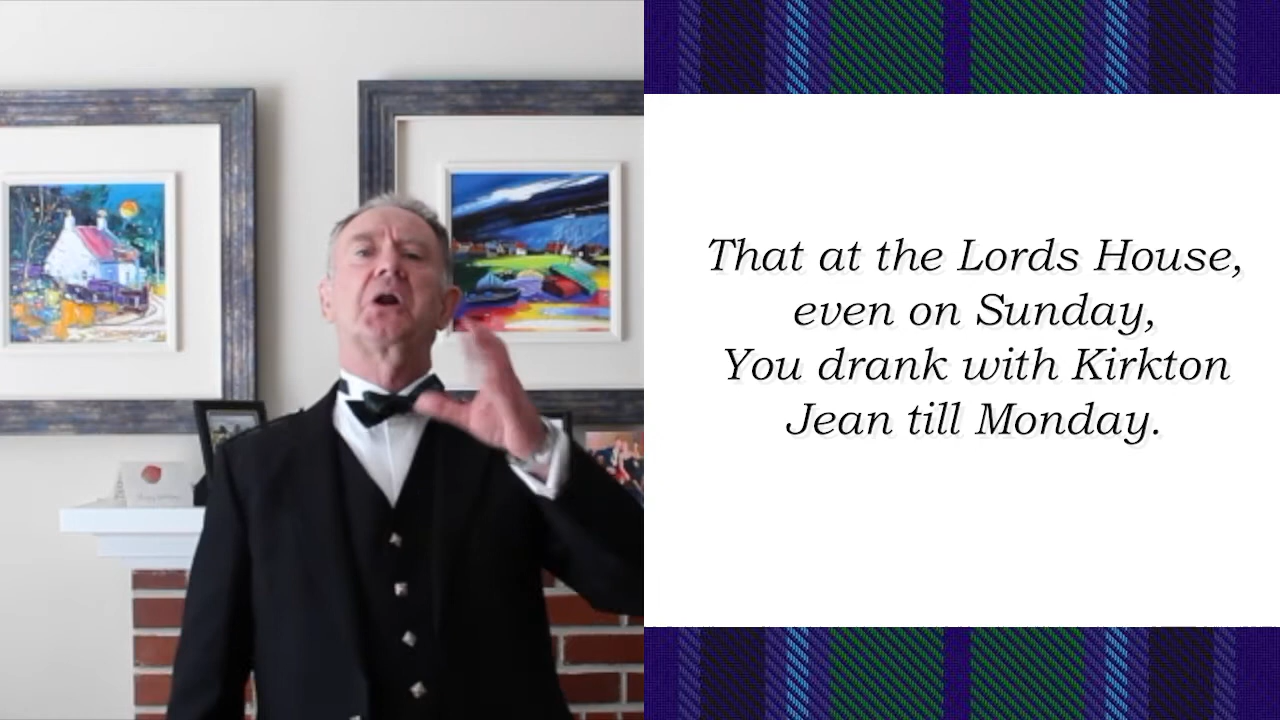 That at the Lords House,
even on Sunday,
You drank with Kirkton
Jean till Monday.